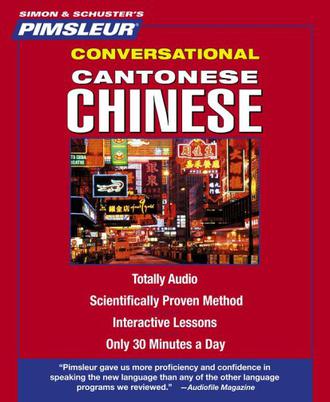 SIMON & SCHUSTER'S
PIMSLEUR®
CONVERSATIONAL
CANTONESE
CHINESE
Totally Audio
Scientifically Proven Method
Interactive Lessons
Only 30 Minutes a Day
"Pimsleur gave us more proficiency and confidence in
speaking the new language than any of the other language
programs we reviewed." —Audiofile Magazine